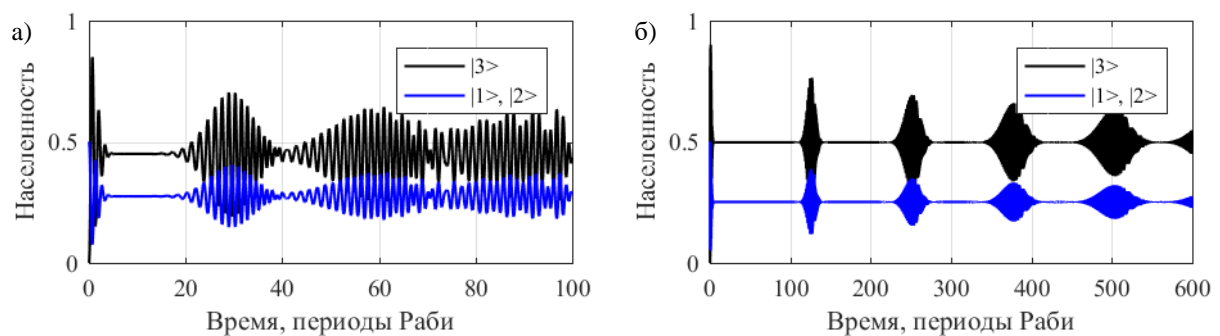 а)
1
0.5
0
Населенность
|3>
|1>, |2>
0 20 40 60 80 100
Время, периоды Раби
б)
1
0.5
0
Населенность
|3>
|1>, |2>
0 100 200 300 400 500 600
Время, периоды Раби